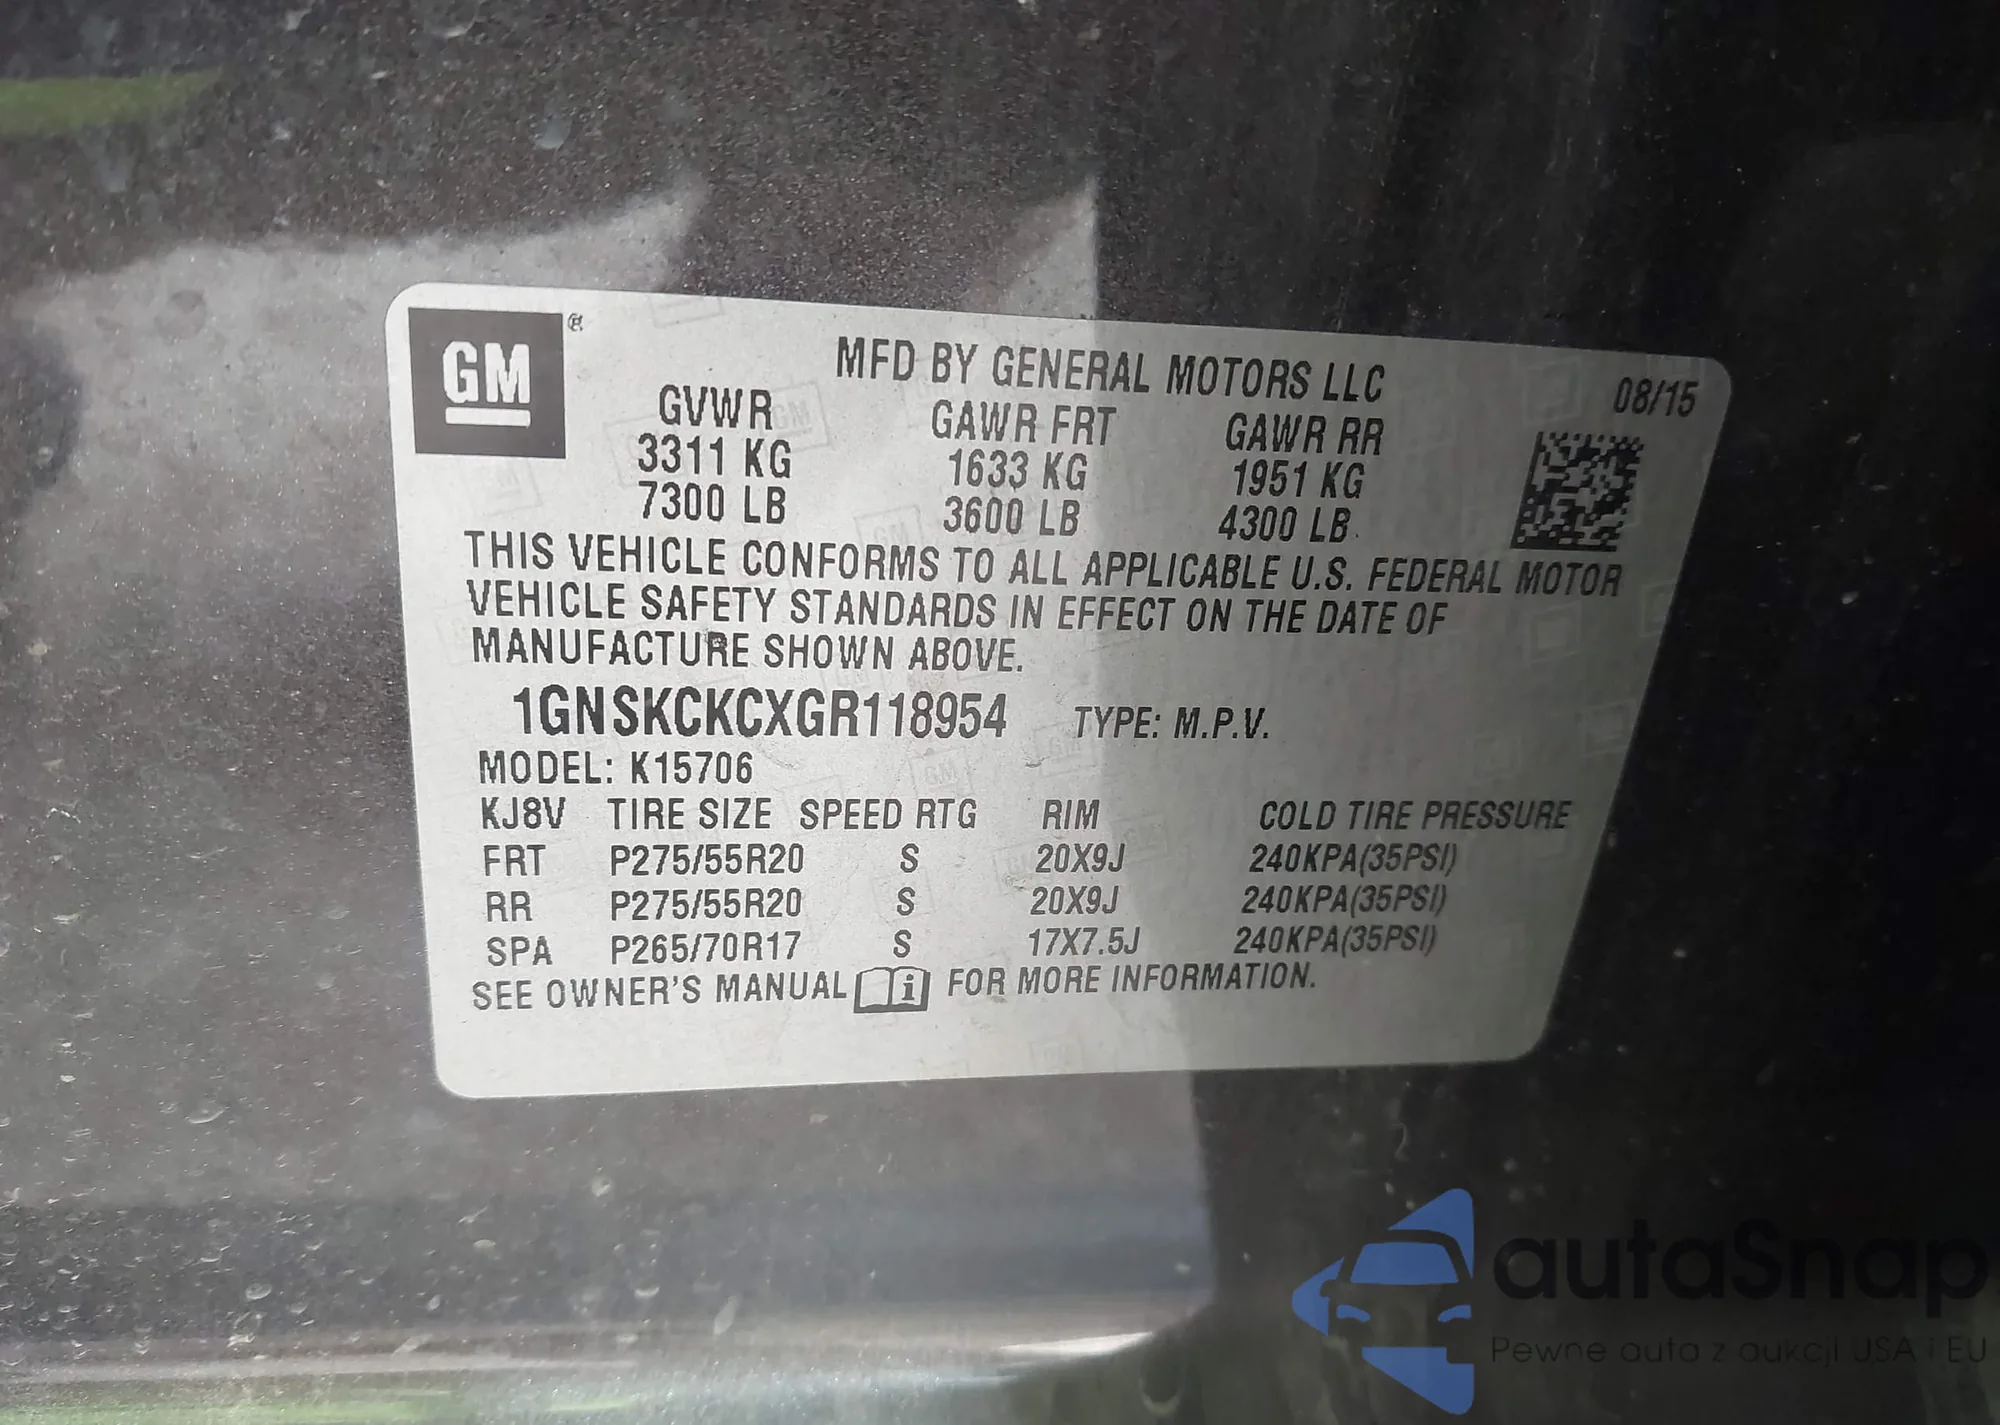 GM ®
MFD BY GENERAL MOTORS LLC
08/15
GVWR GAWR FRT GAWR RR
3311 KG 1633 KG 1951 KG
7300 LB 3600 LB 4300 LB
THIS VEHICLE CONFORMS TO ALL APPLICABLE U.S. FEDERAL MOTOR
VEHICLE SAFETY STANDARDS IN EFFECT ON THE DATE OF
MANUFACTURE SHOWN ABOVE.
1GNSKCKCXGR118954 TYPE: M.P.V.
MODEL: K15706
KJ8V TIRE SIZE SPEED RTG RIM COLD TIRE PRESSURE
FRT P275/55R20 S 20X9J 240KPA(35PSI)
RR P275/55R20 S 20X9J 240KPA(35PSI)
SPA P265/70R17 S 17X7.5J 240KPA(35PSI)
SEE OWNER'S MANUAL i FOR MORE INFORMATION.
autaSnap
Pewne auta z aukcji USA i EU